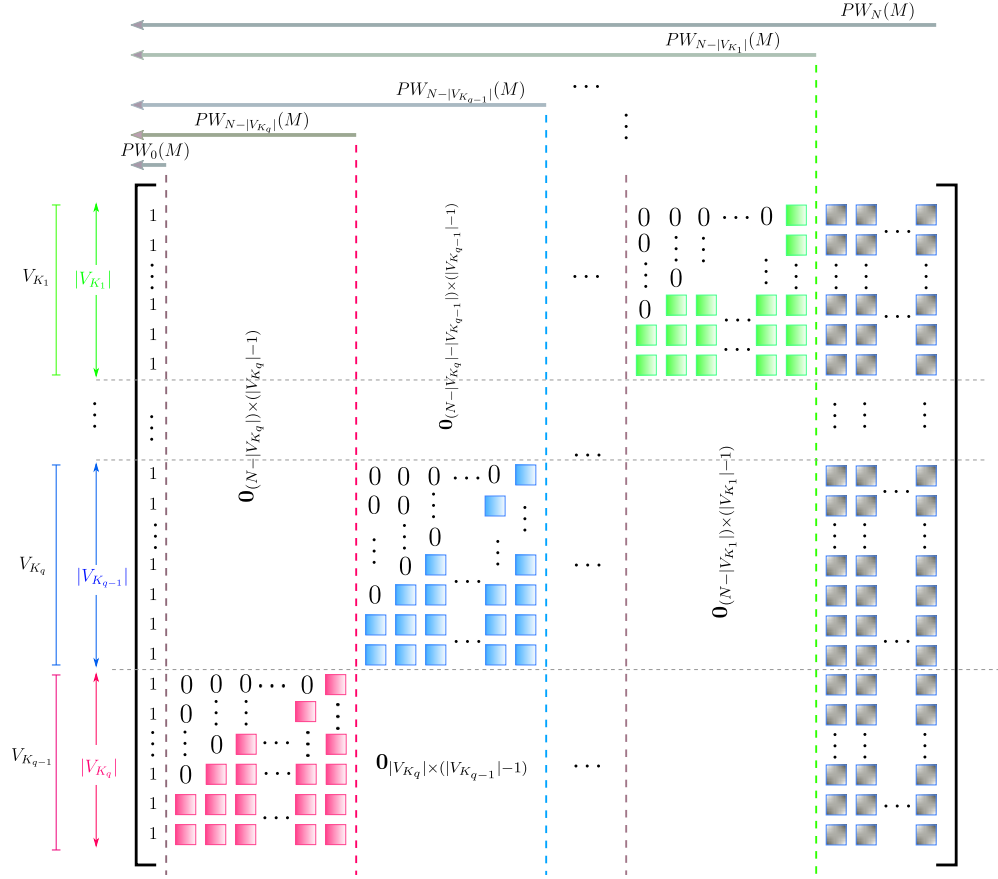 PW_N(M)
PW_{N−|V_{K_1}|}(M)
PW_{N−|V_{K_{q−1}}|}(M) ⋯
PW_{N−|V_{K_q}|}(M) ⋮
PW_0(M)
1 0 0 0 ⋯ 0
1 0 ⋮ ⋮ ⋯
V_{K_1} |V_{K_1}| ⋮ ⋮ 0 ⋮ ⋮ ⋯ ⋮ ⋮ ⋮
1 0 ⋯ ⋯
1 ⋯
1
0_{(N−|V_{K_q}|)×(|V_{K_q}|−1)}
0_{(N−|V_{K_q}|−|V_{K_{q−1}}|)×(|V_{K_{q−1}}|−1)}
⋮ ⋮ ⋮ ⋮ ⋮
⋯
1 0 0 0 ⋯ 0
1 0 0 ⋮ ⋮ ⋯
⋮ ⋮ ⋮ 0 ⋮ ⋮ ⋮ ⋮
V_{K_q} |V_{K_{q−1}}| 1 0 ⋯ ⋯
1 0
1 ⋯ ⋯
1
0_{(N−|V_{K_1}|)×(|V_{K_1}|−1)}
1 0 0 0 ⋯ 0
1 0 ⋮ ⋮ ⋮
⋮ ⋮ 0 ⋯ ⋮ ⋮ ⋮ ⋮
V_{K_{q−1}} |V_{K_q}| 1 0 ⋯ 0_{|V_{K_q}|×(|V_{K_{q−1}}|−1)} ⋯
1 ⋯ ⋯
1